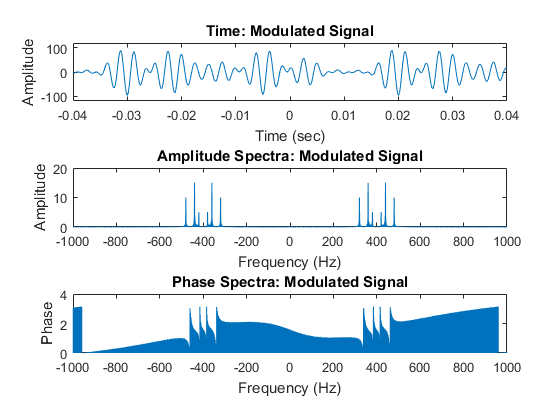 Time: Modulated Signal
Amplitude
100
0
-100
-0.04 -0.03 -0.02 -0.01 0 0.01 0.02 0.03 0.04
Time (sec)
Amplitude Spectra: Modulated Signal
Amplitude
20
10
0
-1000 -800 -600 -400 -200 0 200 400 600 800 1000
Frequency (Hz)
Phase Spectra: Modulated Signal
Phase
4
2
0
-1000 -800 -600 -400 -200 0 200 400 600 800 1000
Frequency (Hz)